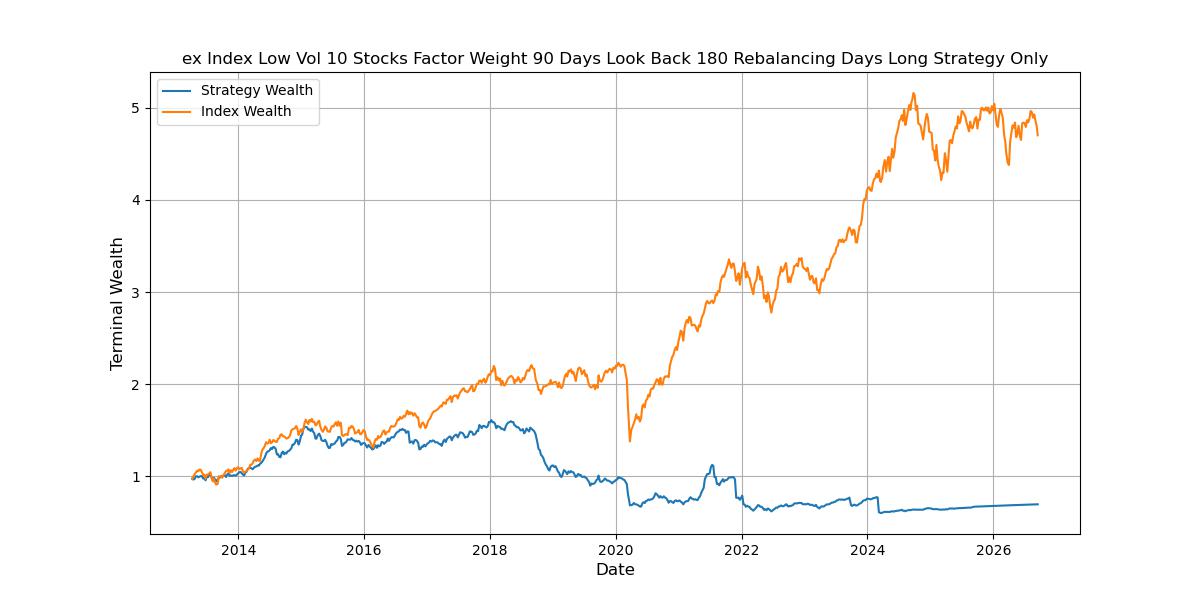 ex Index Low Vol 10 Stocks Factor Weight 90 Days Look Back 180 Rebalancing Days Long Strategy Only
Strategy Wealth
Index Wealth
Terminal Wealth
5
4
3
2
1
2014 2016 2018 2020 2022 2024 2026
Date